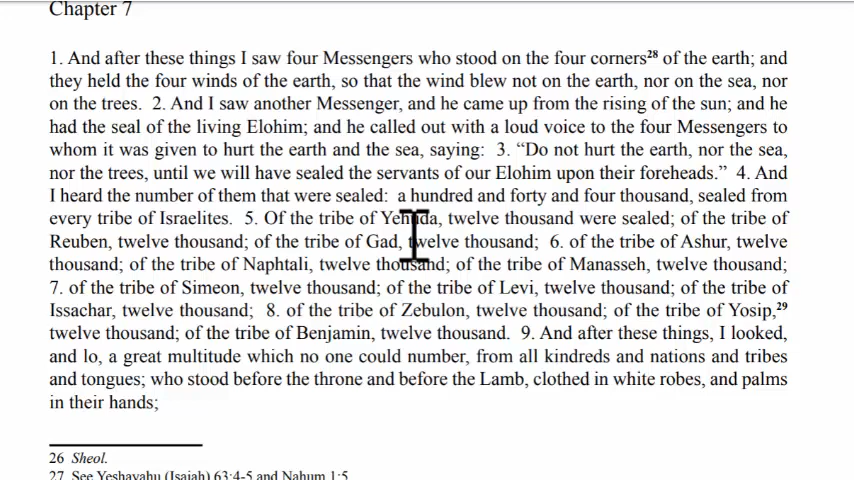 Chapter 7
1. And after these things I saw four Messengers who stood on the four corners²⁸ of the earth; and
they held the four winds of the earth, so that the wind blew not on the earth, nor on the sea, nor
on the trees.  2. And I saw another Messenger, and he came up from the rising of the sun; and he
had the seal of the living Elohim; and he called out with a loud voice to the four Messengers to
whom it was given to hurt the earth and the sea, saying:  3. “Do not hurt the earth, nor the sea,
nor the trees, until we will have sealed the servants of our Elohim upon their foreheads.”  4. And
I heard the number of them that were sealed:  a hundred and forty and four thousand, sealed from
every tribe of Israelites.  5. Of the tribe of Yehuda, twelve thousand were sealed; of the tribe of
Reuben, twelve thousand; of the tribe of Gad, twelve thousand;  6. of the tribe of Ashur, twelve
thousand; of the tribe of Naphtali, twelve thousand; of the tribe of Manasseh, twelve thousand;
7. of the tribe of Simeon, twelve thousand; of the tribe of Levi, twelve thousand; of the tribe of
Issachar, twelve thousand;  8. of the tribe of Zebulon, twelve thousand; of the tribe of Yosip,²⁹
twelve thousand; of the tribe of Benjamin, twelve thousand.  9. And after these things, I looked,
and lo, a great multitude which no one could number, from all kindreds and nations and tribes
and tongues; who stood before the throne and before the Lamb, clothed in white robes, and palms
in their hands;
26 Sheol.
27 See Yeshayahu (Isaiah) 63:4-5 and Nahum 1:5